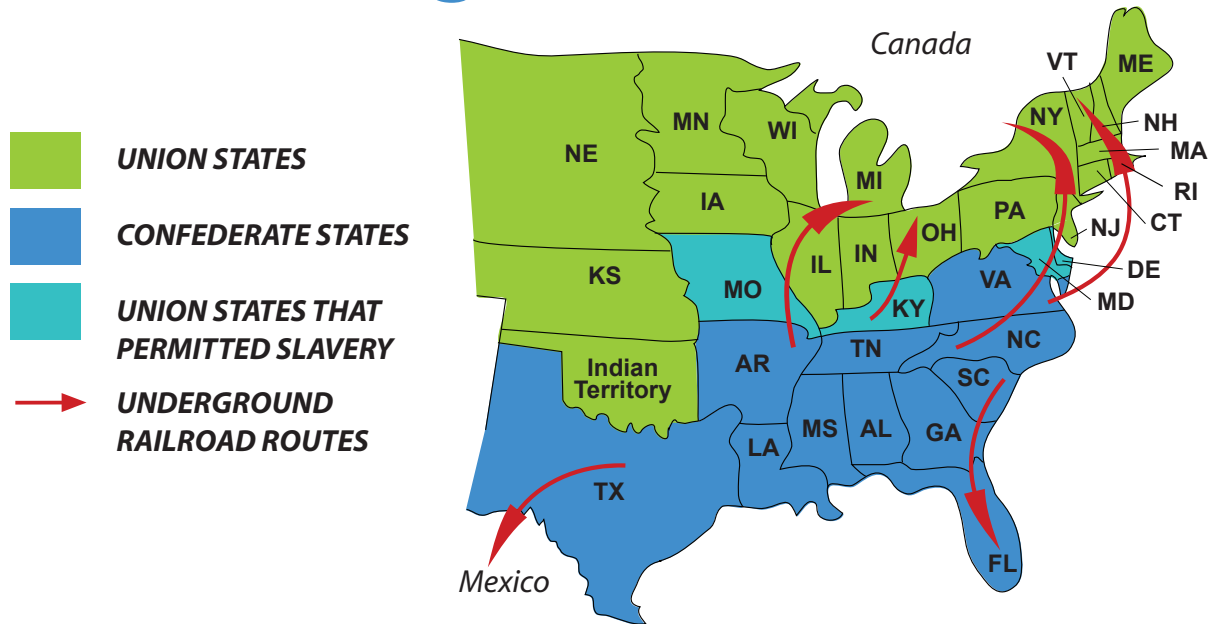 UNION STATES
CONFEDERATE STATES
UNION STATES THAT
PERMITTED SLAVERY
UNDERGROUND
RAILROAD ROUTES
Canada
VT
ME
NY
NH
MA
RI
CT
MN
WI
NE
MI
IA
PA
NJ
OH
IL
IN
DE
MD
KS
MO
VA
KY
NC
TN
AR
Indian
Territory
SC
MS
AL
GA
LA
TX
FL
Mexico